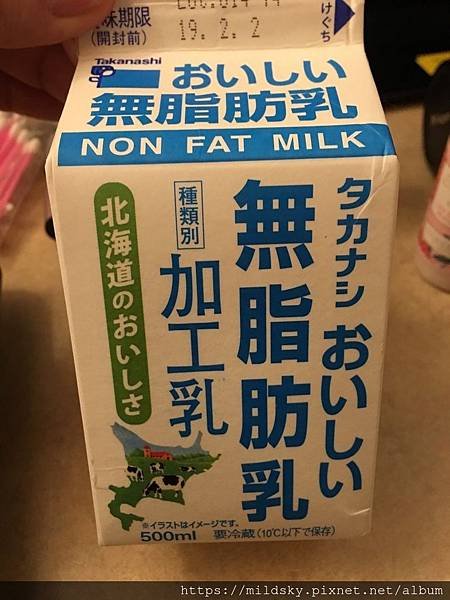 味期限
(開封前)
19. 2. 2
けぐち
Takanashi
おいしい
無脂肪乳
NON FAT MILK
タカナシ おいしい
無脂肪乳
種類別
加工乳
北海道のおいしさ
※イラストはイメージです。
500ml 要冷蔵(10℃以下で保存)
https://mildsky.pixnet.net/album